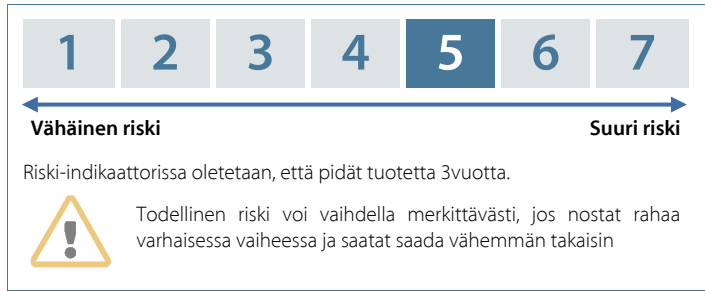 1 2 3 4 5 6 7
Vähäinen riski Suuri riski
Riski-indikaattorissa oletetaan, että pidät tuotetta 3vuotta.
Todellinen riski voi vaihdella merkittävästi, jos nostat rahaa
varhaisessa vaiheessa ja saatat saada vähemmän takaisin